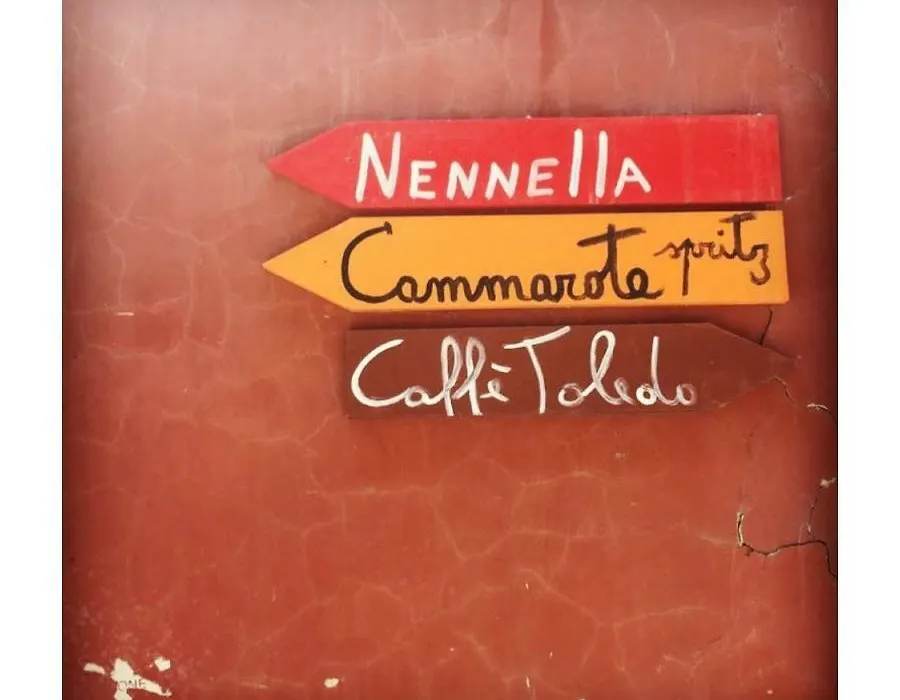 NENNEllA
Cammarote spritz
Caffè Toledo